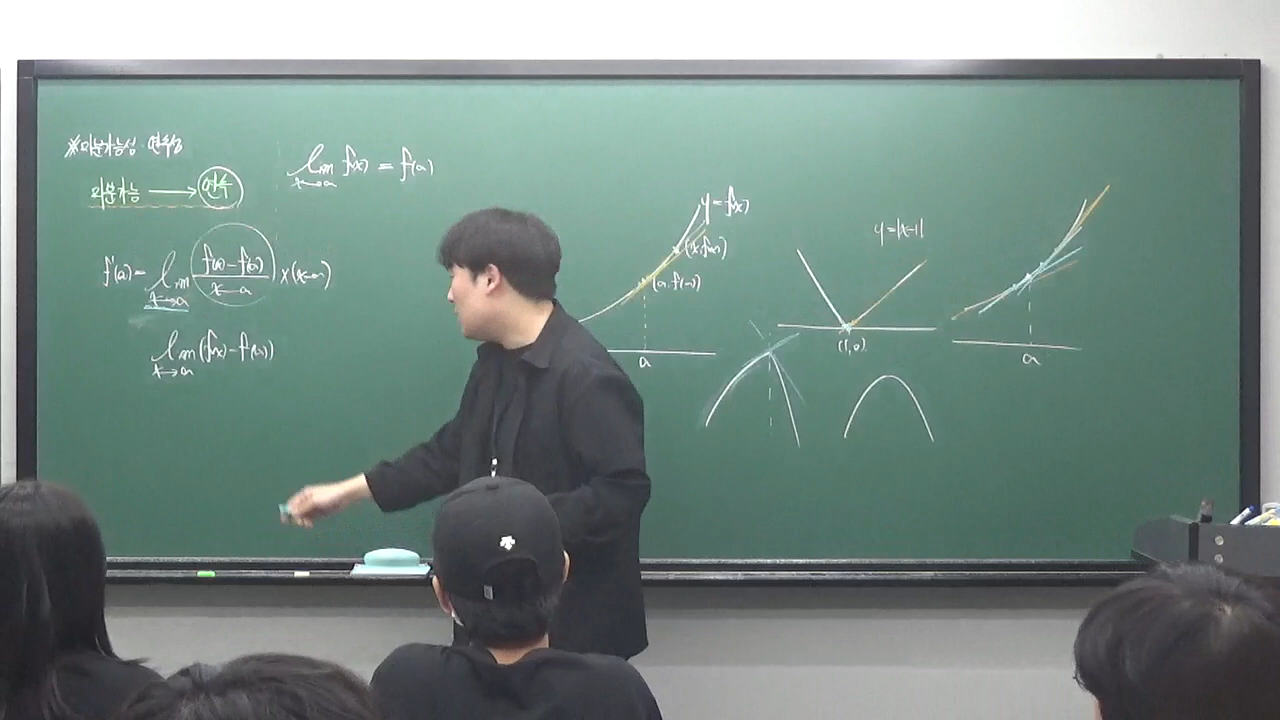 ※미분가능성 연속성
미분가능 → 연속
lim x→a f(x) = f(a)
f'(a) = lim x→a (f(x)-f(a))/(x-a) ×(x-a)
lim x→a (f(x)-f(a))
y=f(x)
(x, f(x))
(a, f(a))
a
y=|x-1|
(1, 0)
a